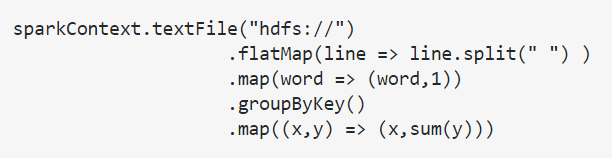 sparkContext.textFile("hdfs://")
.flatMap(line => line.split(" ") )
.map(word => (word,1))
.groupByKey()
.map((x,y) => (x,sum(y)))